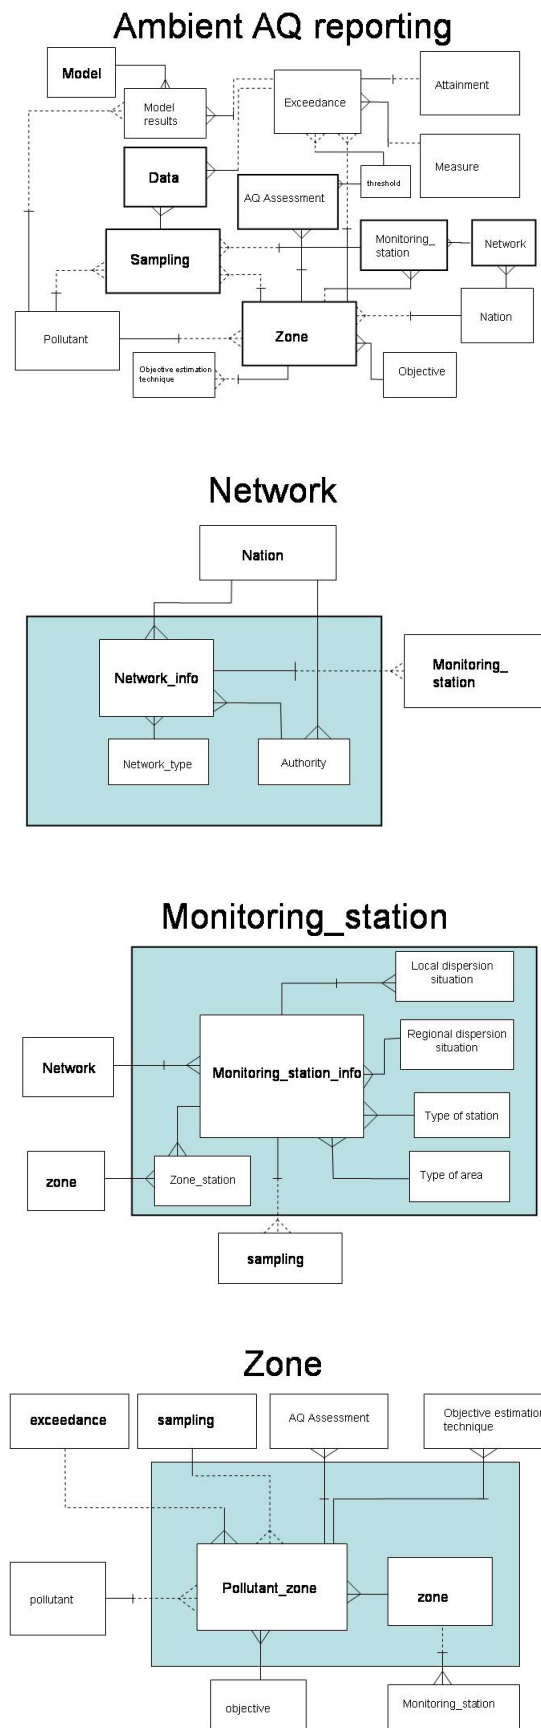 Ambient AQ reporting
Model
Model
results
Exceedance
Attainment
Data
AQ Assessment
threshold
Measure
Sampling
Monitoring_
station
Network
Pollutant
Zone
Nation
Objective estimation
technique
Objective
Network
Nation
Network_info
Monitoring_
station
Network_type
Authority
Monitoring_station
Local dispersion
situation
Regional dispersion
situation
Network
Monitoring_station_info
Type of station
zone
Zone_station
Type of area
sampling
Zone
exceedance
sampling
AQ Assessment
Objective estimation
technique
pollutant
Pollutant_zone
zone
objective
Monitoring_station